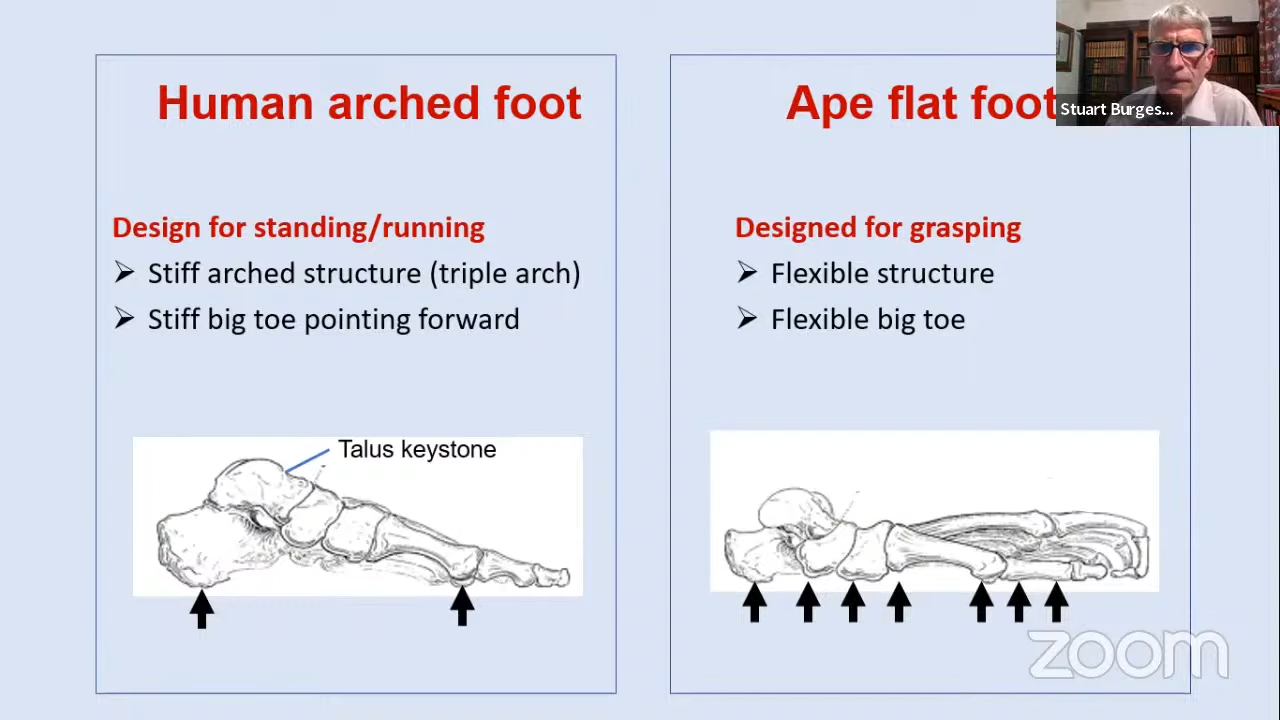 Human arched foot
Design for standing/running
➢ Stiff arched structure (triple arch)
➢ Stiff big toe pointing forward
Talus keystone
Ape flat foot
Designed for grasping
➢ Flexible structure
➢ Flexible big toe
Stuart Burges...
zoom